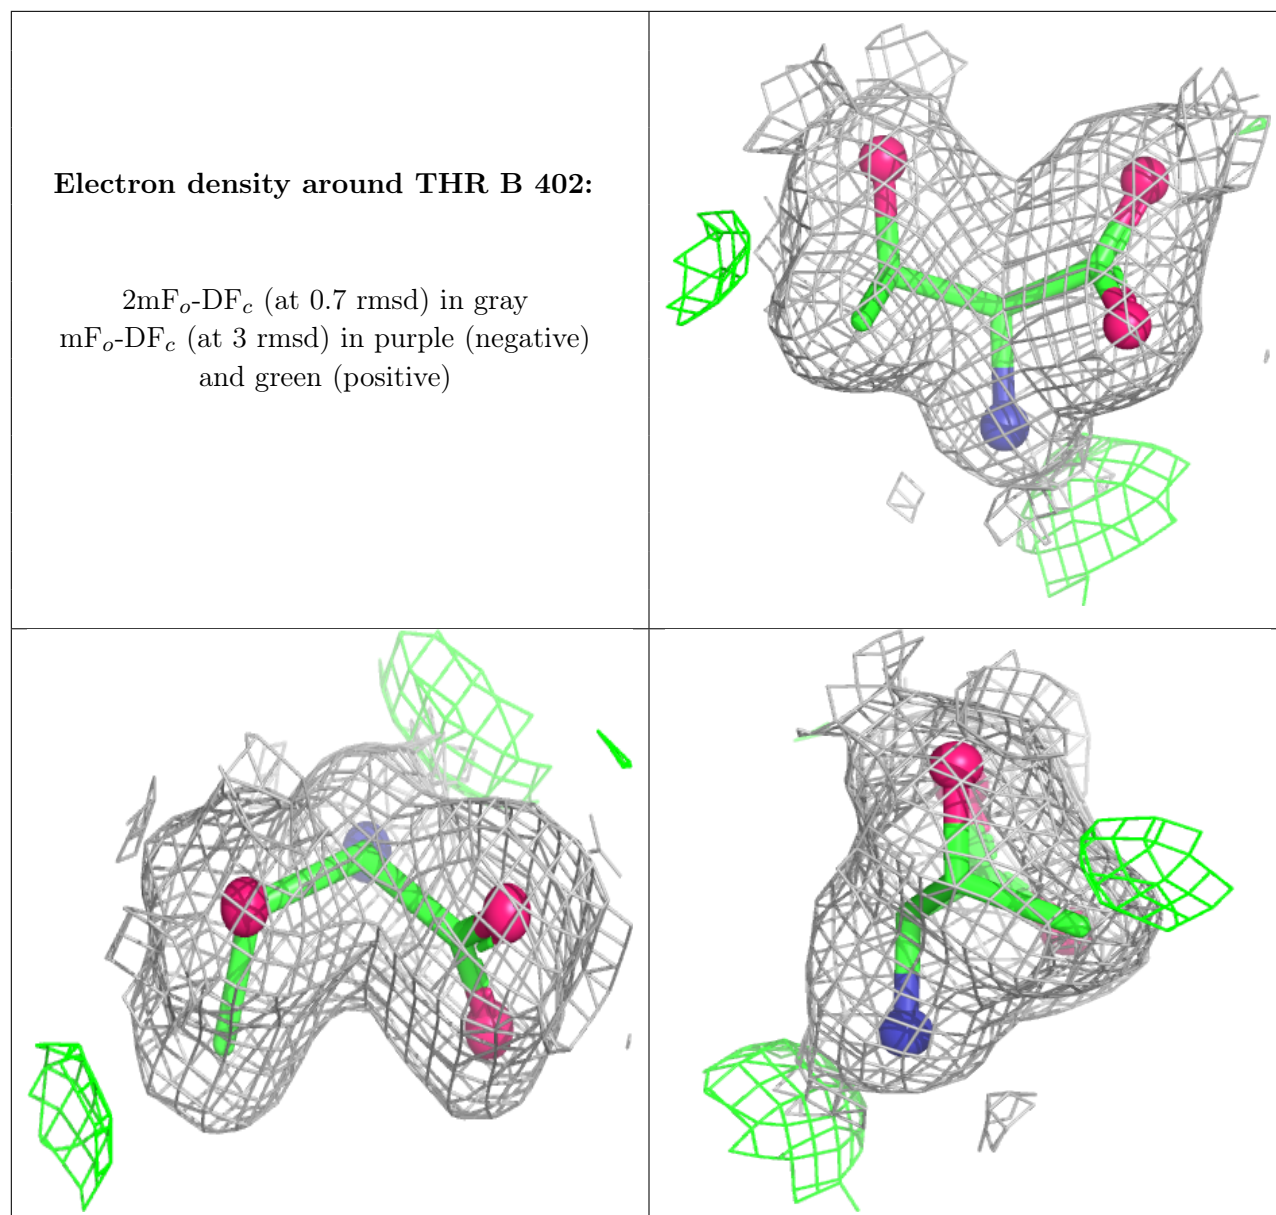 Electron density around THR B 402:
2mFo-DFc (at 0.7 rmsd) in gray
mFo-DFc (at 3 rmsd) in purple (negative)
and green (positive)